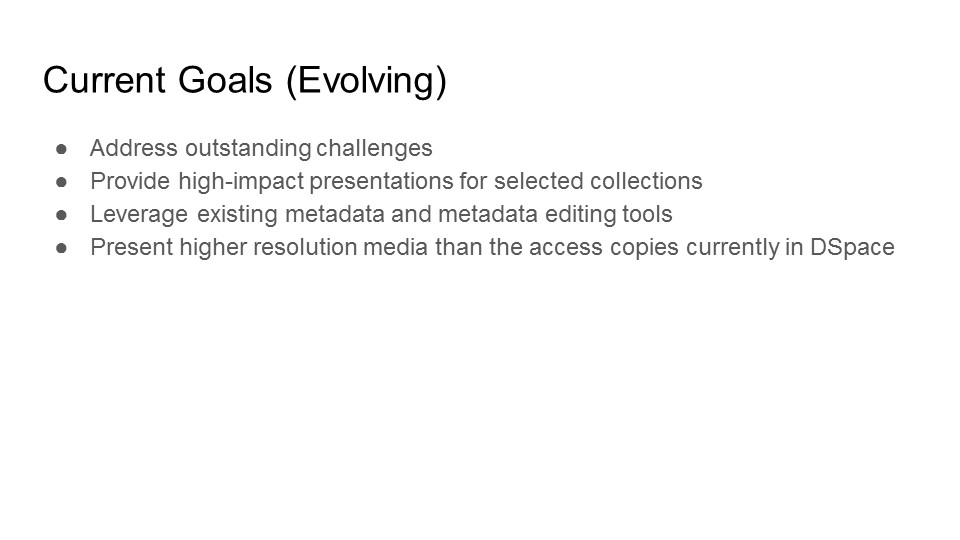 Current Goals (Evolving)
● Address outstanding challenges
● Provide high-impact presentations for selected collections
● Leverage existing metadata and metadata editing tools
● Present higher resolution media than the access copies currently in DSpace